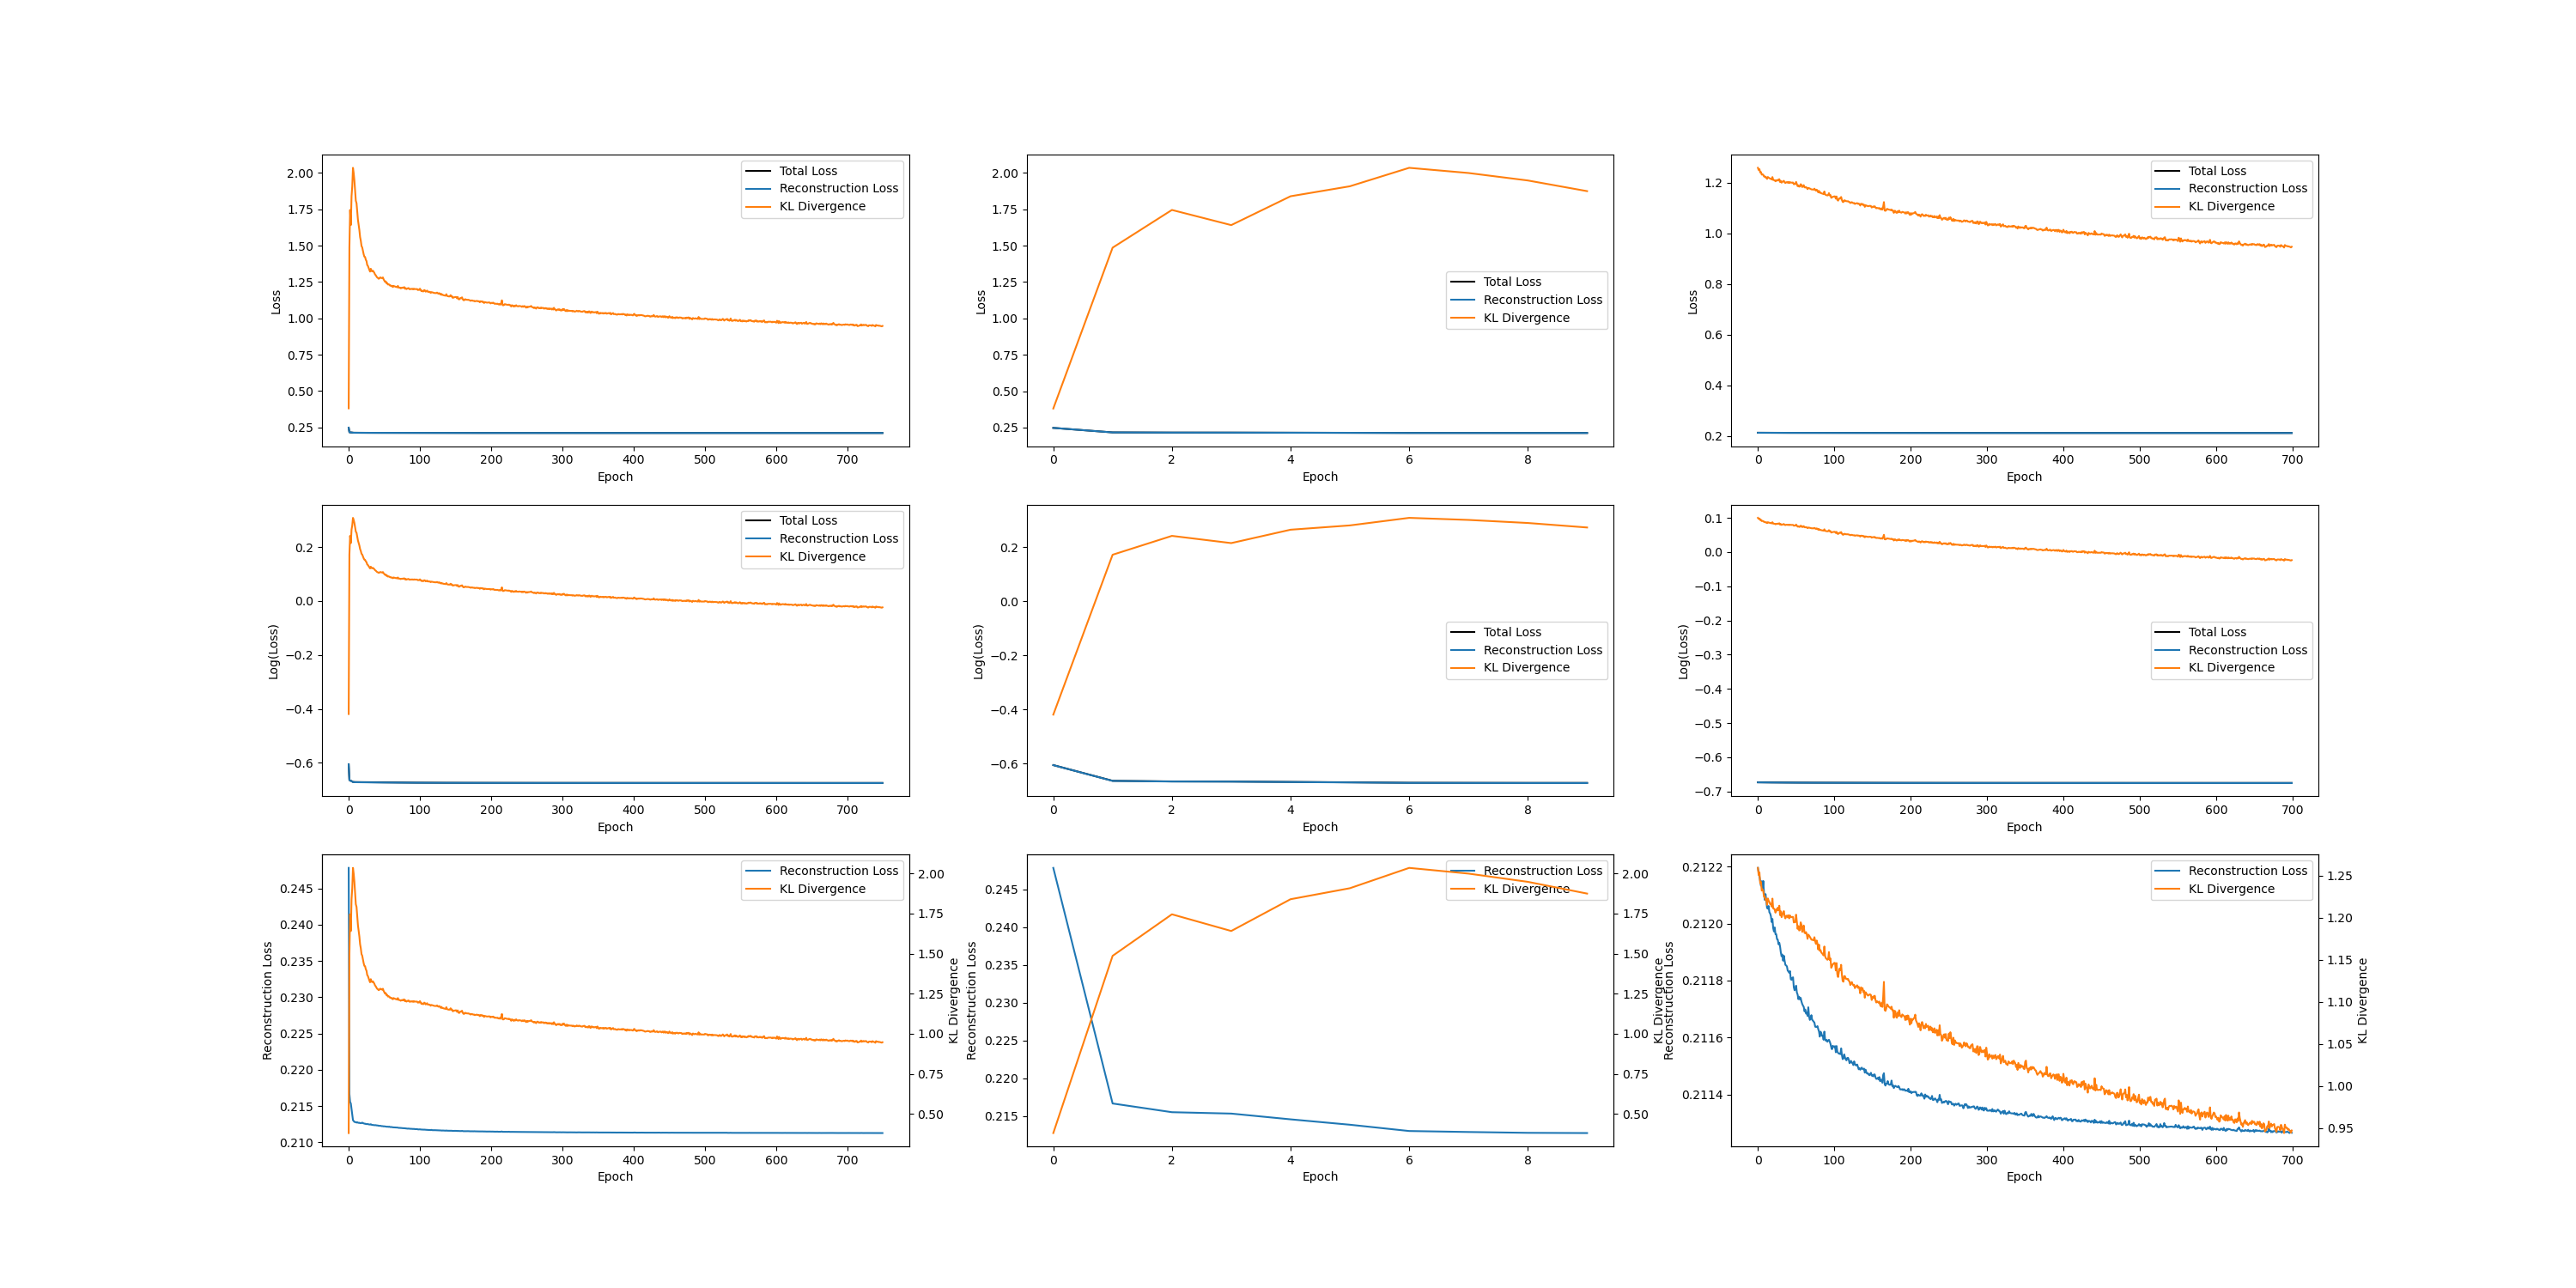 2.00
1.75
1.50
1.25
1.00
0.75
0.50
0.25
Loss
Total Loss
Reconstruction Loss
KL Divergence
0 100 200 300 400 500 600 700
Epoch
2.00
1.75
1.50
1.25
1.00
0.75
0.50
0.25
Loss
Total Loss
Reconstruction Loss
KL Divergence
0 2 4 6 8
Epoch
1.2
1.0
0.8
0.6
0.4
0.2
Loss
Total Loss
Reconstruction Loss
KL Divergence
0 100 200 300 400 500 600 700
Epoch
0.2
0.0
−0.2
−0.4
−0.6
Log(Loss)
Total Loss
Reconstruction Loss
KL Divergence
0 100 200 300 400 500 600 700
Epoch
0.2
0.0
−0.2
−0.4
−0.6
Log(Loss)
Total Loss
Reconstruction Loss
KL Divergence
0 2 4 6 8
Epoch
0.1
0.0
−0.1
−0.2
−0.3
−0.4
−0.5
−0.6
−0.7
Log(Loss)
Total Loss
Reconstruction Loss
KL Divergence
0 100 200 300 400 500 600 700
Epoch
0.245
0.240
0.235
0.230
0.225
0.220
0.215
0.210
Reconstruction Loss
Reconstruction Loss
KL Divergence
2.00
1.75
1.50
1.25
1.00
0.75
0.50
KL Divergence
0 100 200 300 400 500 600 700
Epoch
0.245
0.240
0.235
0.230
0.225
0.220
0.215
Reconstruction Loss
Reconstruction Loss
KL Divergence
2.00
1.75
1.50
1.25
1.00
0.75
0.50
KL Divergence
0 2 4 6 8
Epoch
0.2122
0.2120
0.2118
0.2116
0.2114
Reconstruction Loss
Reconstruction Loss
KL Divergence
1.25
1.20
1.15
1.10
1.05
1.00
0.95
KL Divergence
0 100 200 300 400 500 600 700
Epoch